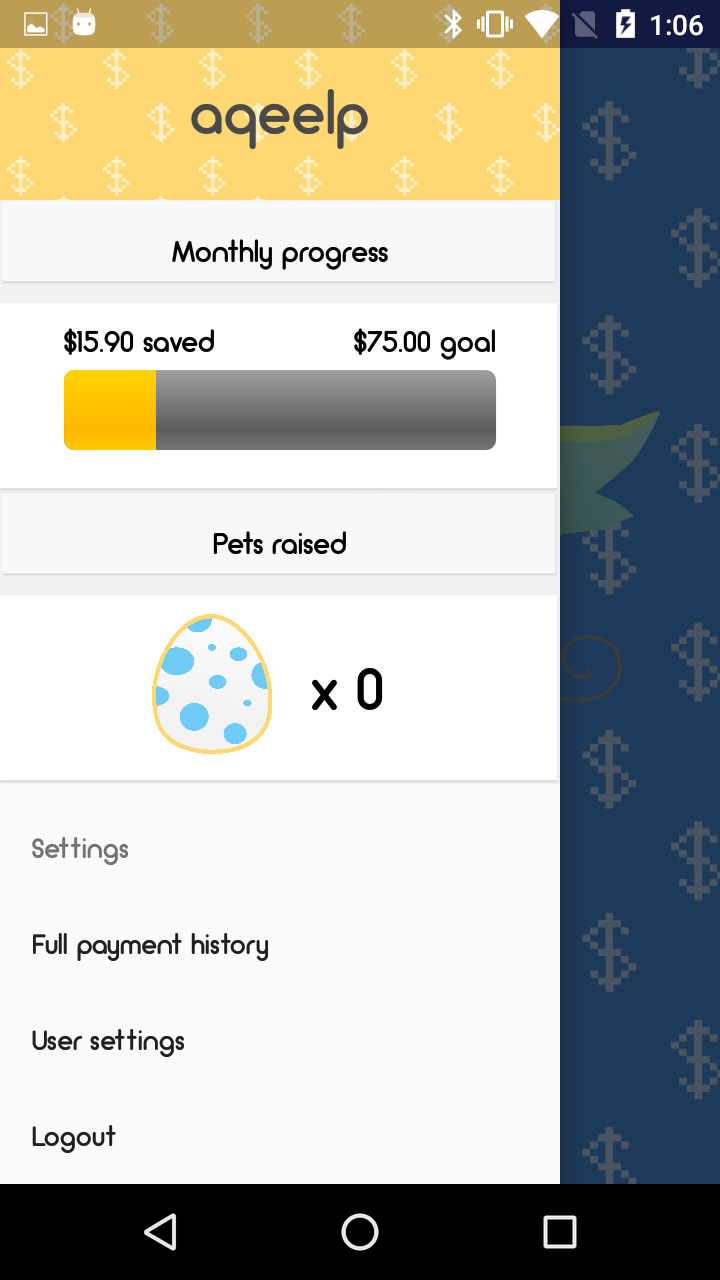 1:06
aqeelp
Monthly progress
$15.90 saved $75.00 goal
Pets raised
x 0
Settings
Full payment history
User settings
Logout